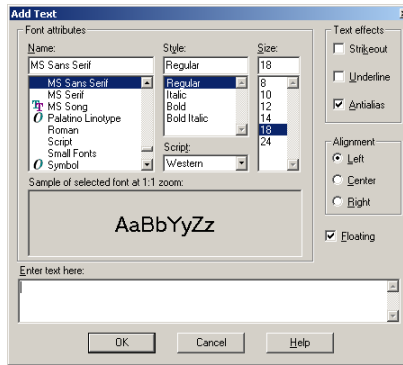 Add Text
Font attributes
Name:
Style:
Size:
MS Sans Serif
Regular
18
MS Sans Serif
MS Serif
MS Song
Palatino Linotype
Roman
Script
Small Fonts
Symbol
Regular
Italic
Bold
Bold Italic
Script:
Western
8
10
12
14
18
24
Sample of selected font at 1:1 zoom:
AaBbYyZz
Text effects
Strikeout
Underline
Antialias
Alignment
Left
Center
Right
Floating
Enter text here:
OK
Cancel
Help